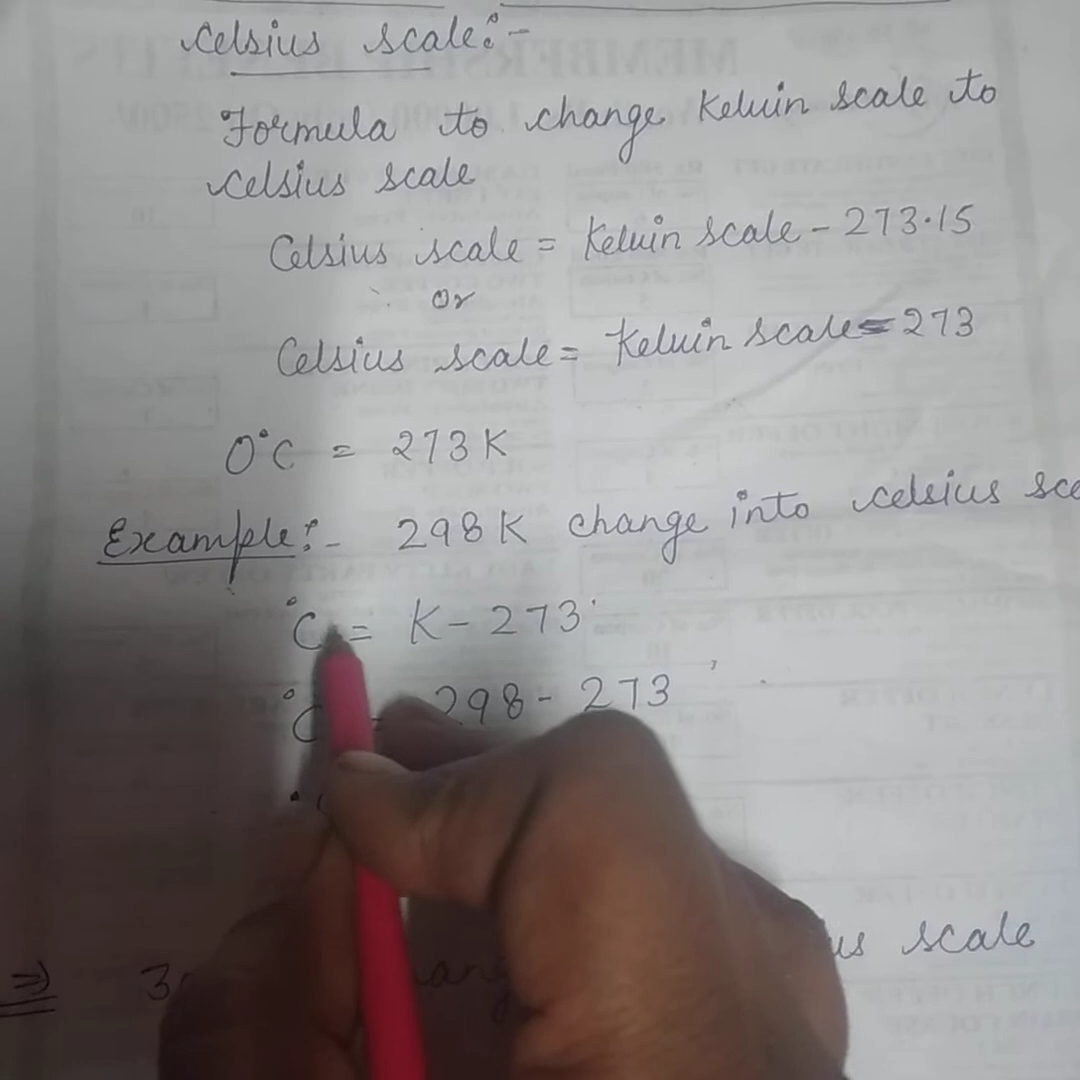 Celsius scale:-
Formula to change Kelvin scale to
Celsius scale
Celsius scale = Kelvin scale - 273.15
Or
Celsius scale = Kelvin scale - 273
0°C = 273 K
Example:- 298 K change into celsius
°C = K - 273
°C = 298 - 273
scale